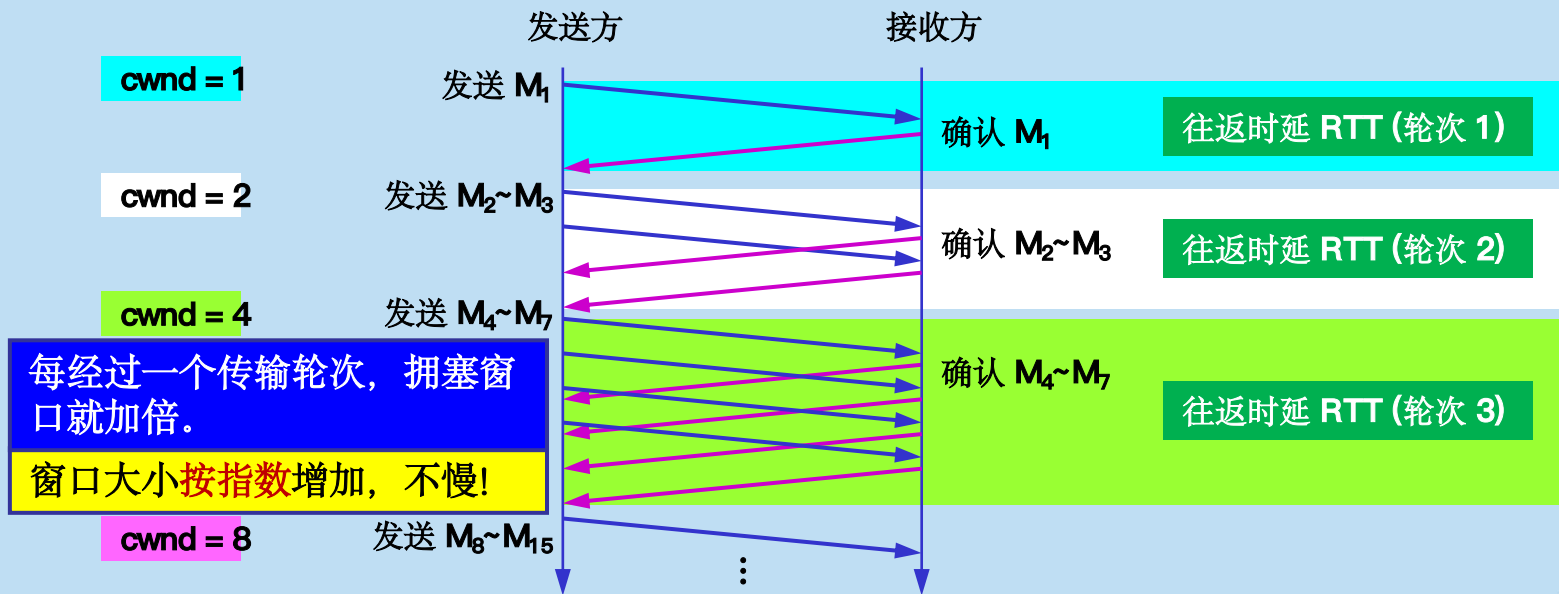 发送方 接收方
cwnd = 1 发送 M1
确认 M1 往返时延 RTT (轮次 1)
cwnd = 2 发送 M2~M3
确认 M2~M3 往返时延 RTT (轮次 2)
cwnd = 4 发送 M4~M7
确认 M4~M7 往返时延 RTT (轮次 3)
每经过一个传输轮次，拥塞窗
口就加倍。
窗口大小按指数增加，不慢!
cwnd = 8 发送 M8~M15
⋮